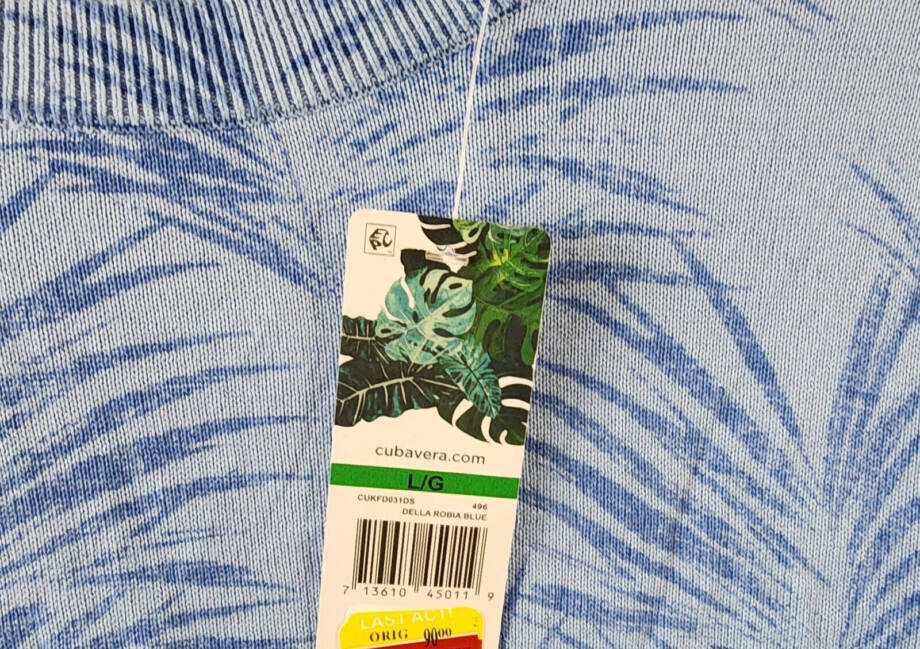 cubavera.com
L/G
CUKFD031DS 496
DELLA ROBIA BLUE
7 13610 45011 9
LAST ACT!
ORIG 90.00